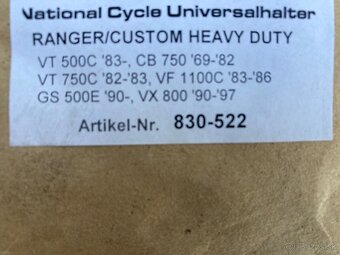 National Cycle Universalhalter
RANGER/CUSTOM HEAVY DUTY
VT 500C '83-, CB 750 '69-'82
VT 750C '82-'83, VF 1100C '83-'86
GS 500E '90-, VX 800 '90-'97
Artikel-Nr. 830-522